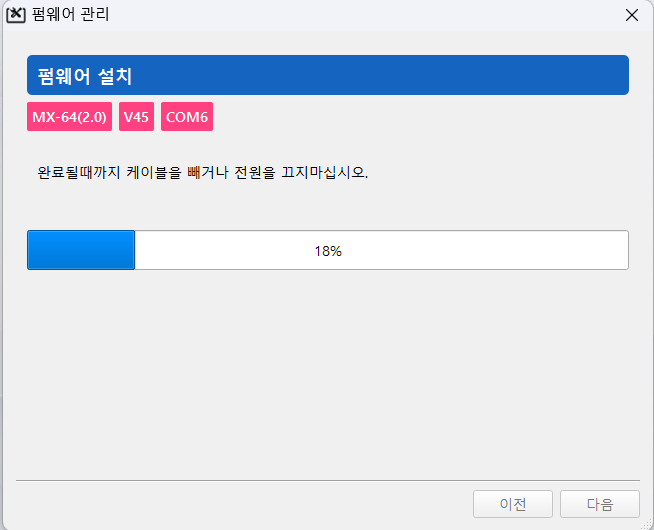 펌웨어 관리
펌웨어 설치
MX-64(2.0) V45 COM6
완료될때까지 케이블을 빼거나 전원을 끄지마십시오.
18%
이전 다음